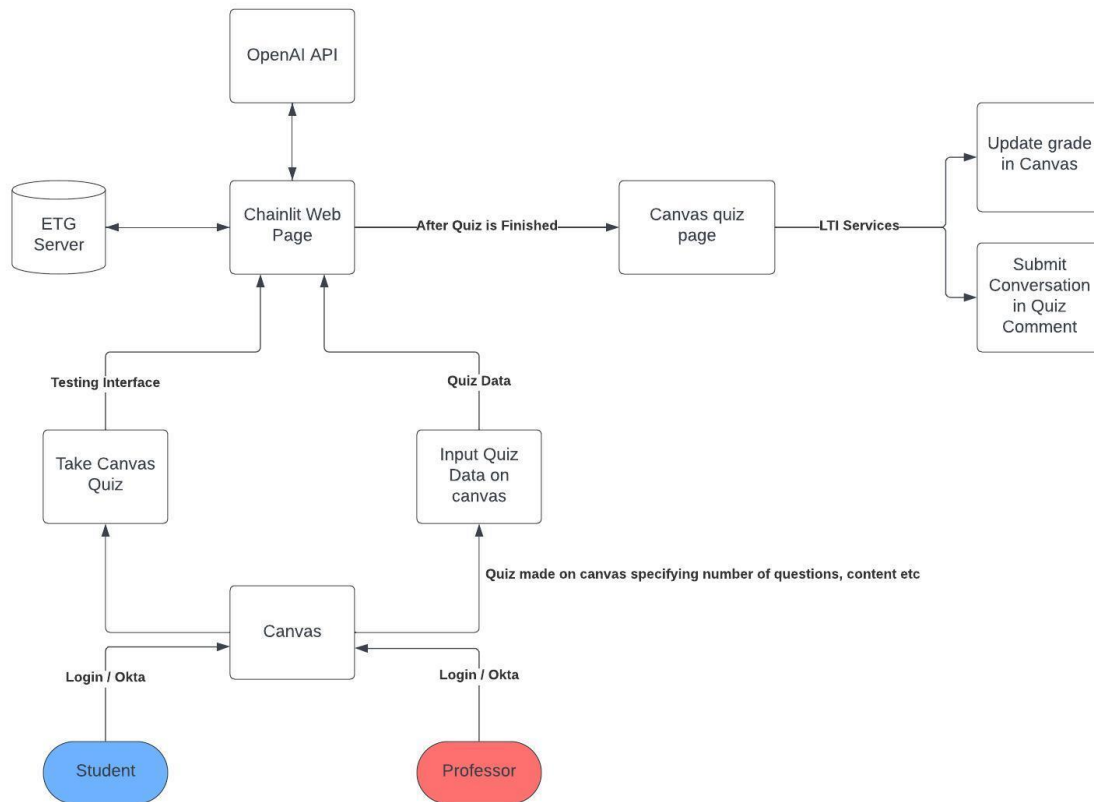 OpenAI API
ETG
Server
Chainlit Web
Page
After Quiz is Finished
Canvas quiz
page
LTI Services
Update grade
in Canvas
Submit
Conversation
in Quiz
Comment
Testing Interface
Quiz Data
Take Canvas
Quiz
Input Quiz
Data on
canvas
Quiz made on canvas specifying number of questions, content etc
Canvas
Login / Okta
Login / Okta
Student
Professor